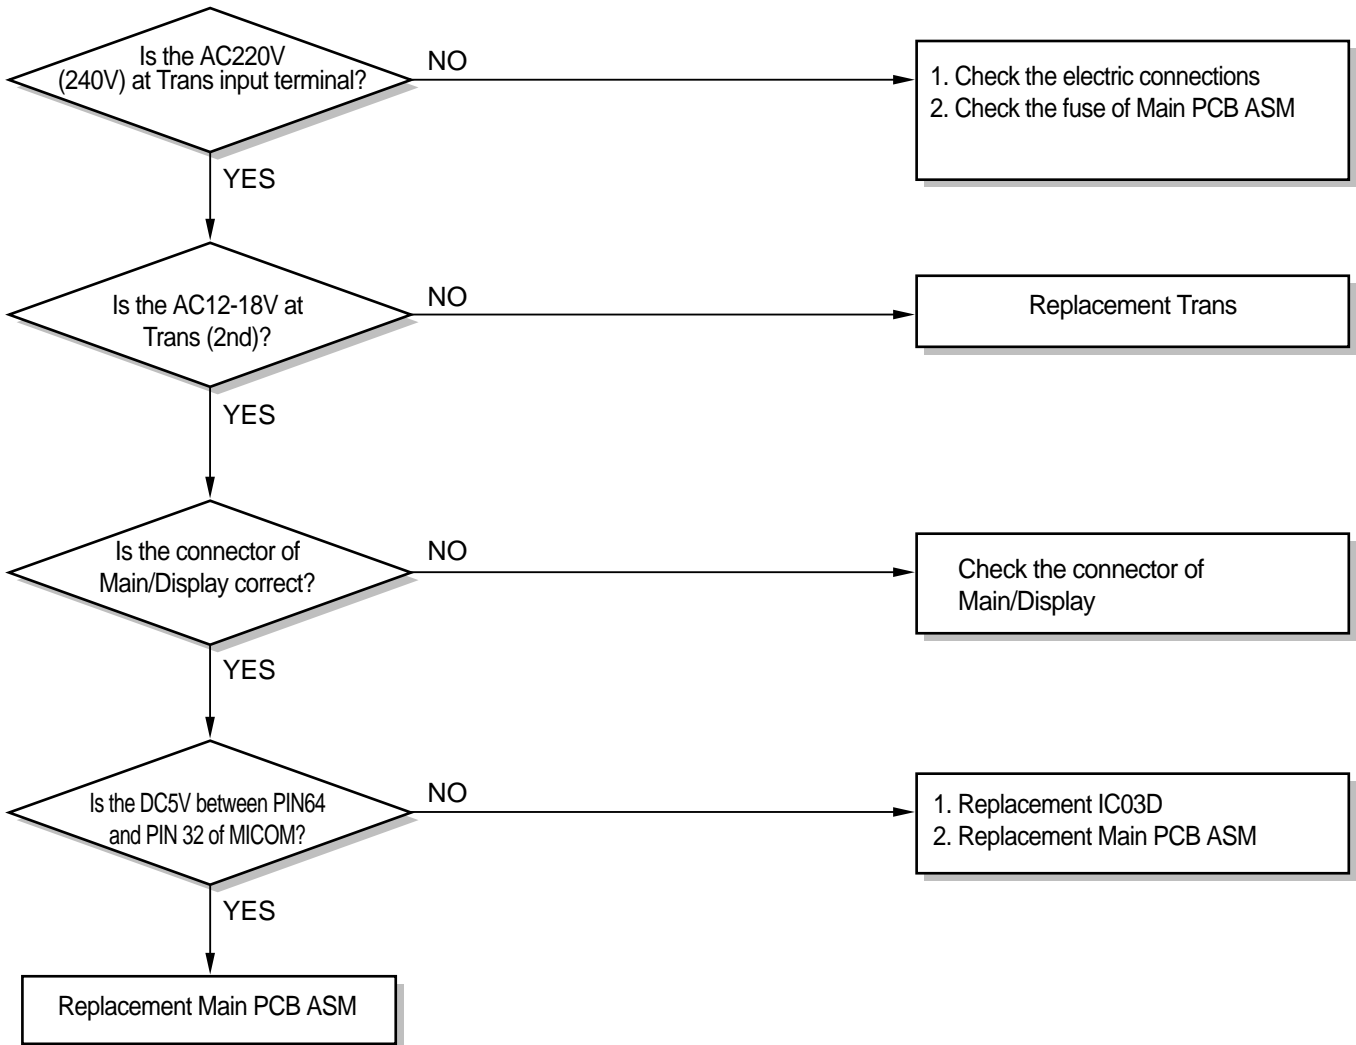 Is the AC220V
(240V) at Trans input terminal?
NO
1. Check the electric connections
2. Check the fuse of Main PCB ASM
YES
Is the AC12-18V at
Trans (2nd)?
NO
Replacement Trans
YES
Is the connector of
Main/Display correct?
NO
Check the connector of
Main/Display
YES
Is the DC5V between PIN64
and PIN 32 of MICOM?
NO
1. Replacement IC03D
2. Replacement Main PCB ASM
YES
Replacement Main PCB ASM